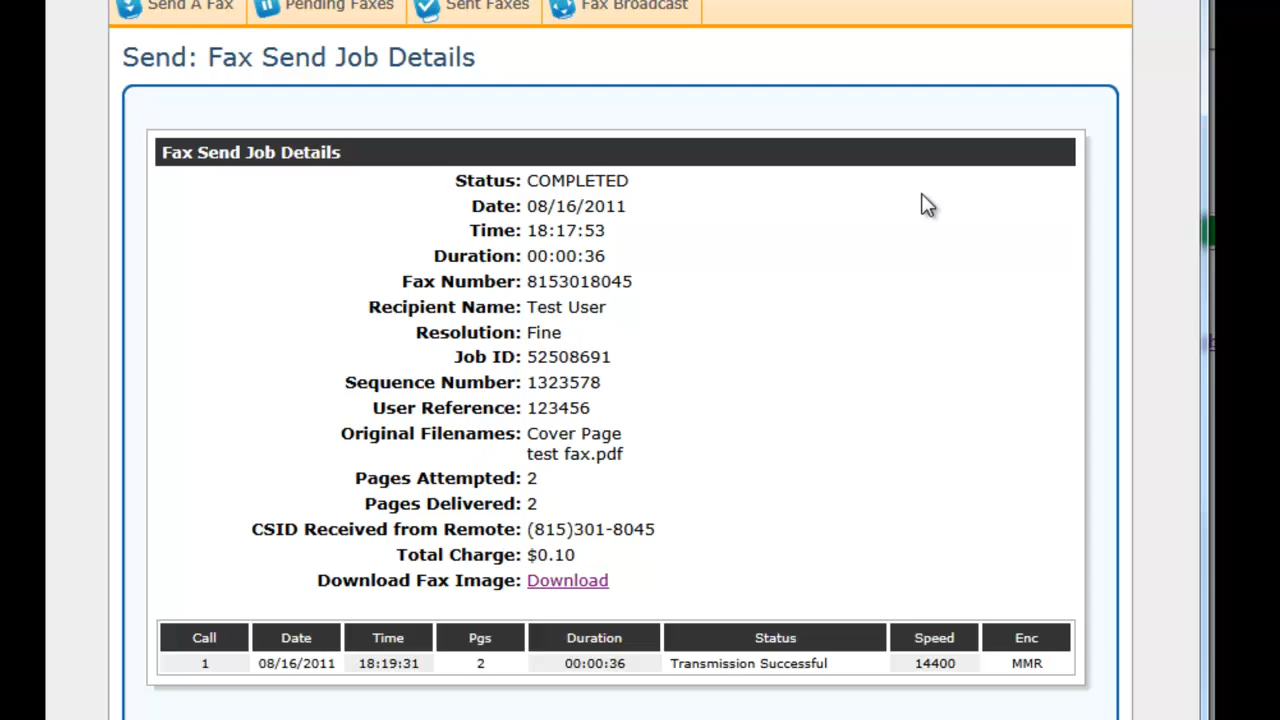 Send A Fax Pending Faxes Sent Faxes Fax Broadcast
Send: Fax Send Job Details
Fax Send Job Details
Status: COMPLETED
Date: 08/16/2011
Time: 18:17:53
Duration: 00:00:36
Fax Number: 8153018045
Recipient Name: Test User
Resolution: Fine
Job ID: 52508691
Sequence Number: 1323578
User Reference: 123456
Original Filenames: Cover Page
test fax.pdf
Pages Attempted: 2
Pages Delivered: 2
CSID Received from Remote: (815)301-8045
Total Charge: $0.10
Download Fax Image: Download
Call Date Time Pgs Duration Status Speed Enc
1 08/16/2011 18:19:31 2 00:00:36 Transmission Successful 14400 MMR